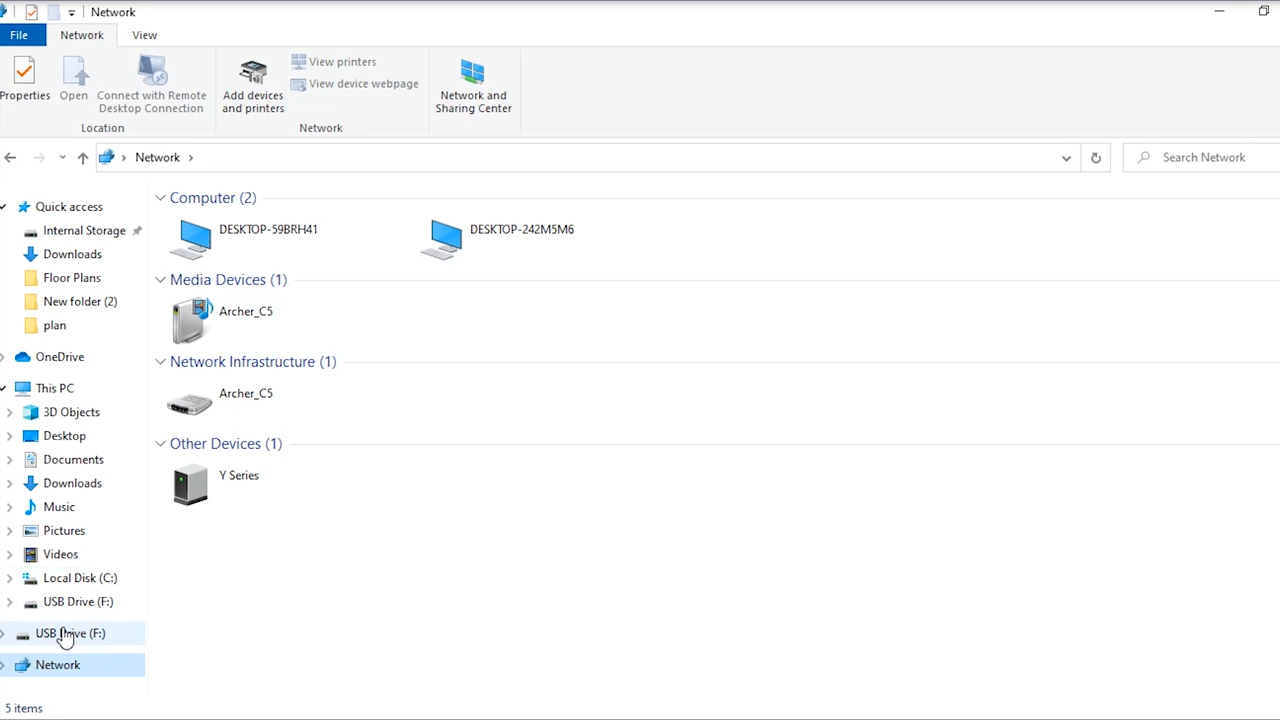 Network
File
Network
View
Properties
Open
Connect with Remote
Desktop Connection
Location
Add devices
and printers
View printers
View device webpage
Network
Network and
Sharing Center
Network
Search Network
Quick access
Internal Storage
Downloads
Floor Plans
New folder (2)
plan
OneDrive
This PC
3D Objects
Desktop
Documents
Downloads
Music
Pictures
Videos
Local Disk (C:)
USB Drive (F:)
USB Drive (F:)
Network
Computer (2)
DESKTOP-59BRH41
DESKTOP-242M5M6
Media Devices (1)
Archer_C5
Network Infrastructure (1)
Archer_C5
Other Devices (1)
Y Series
5 items